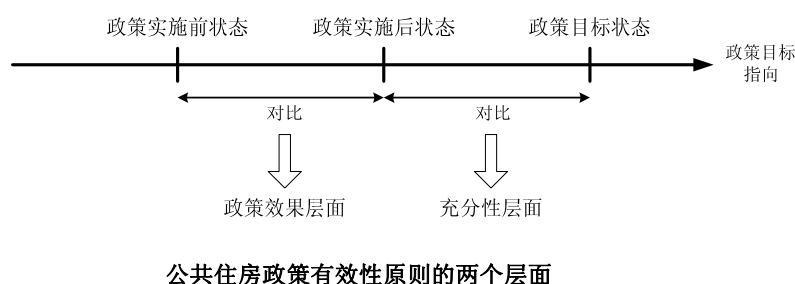 政策实施前状态
政策实施后状态
政策目标状态
政策目标
指向
对比
对比
政策效果层面
充分性层面
公共住房政策有效性原则的两个层面